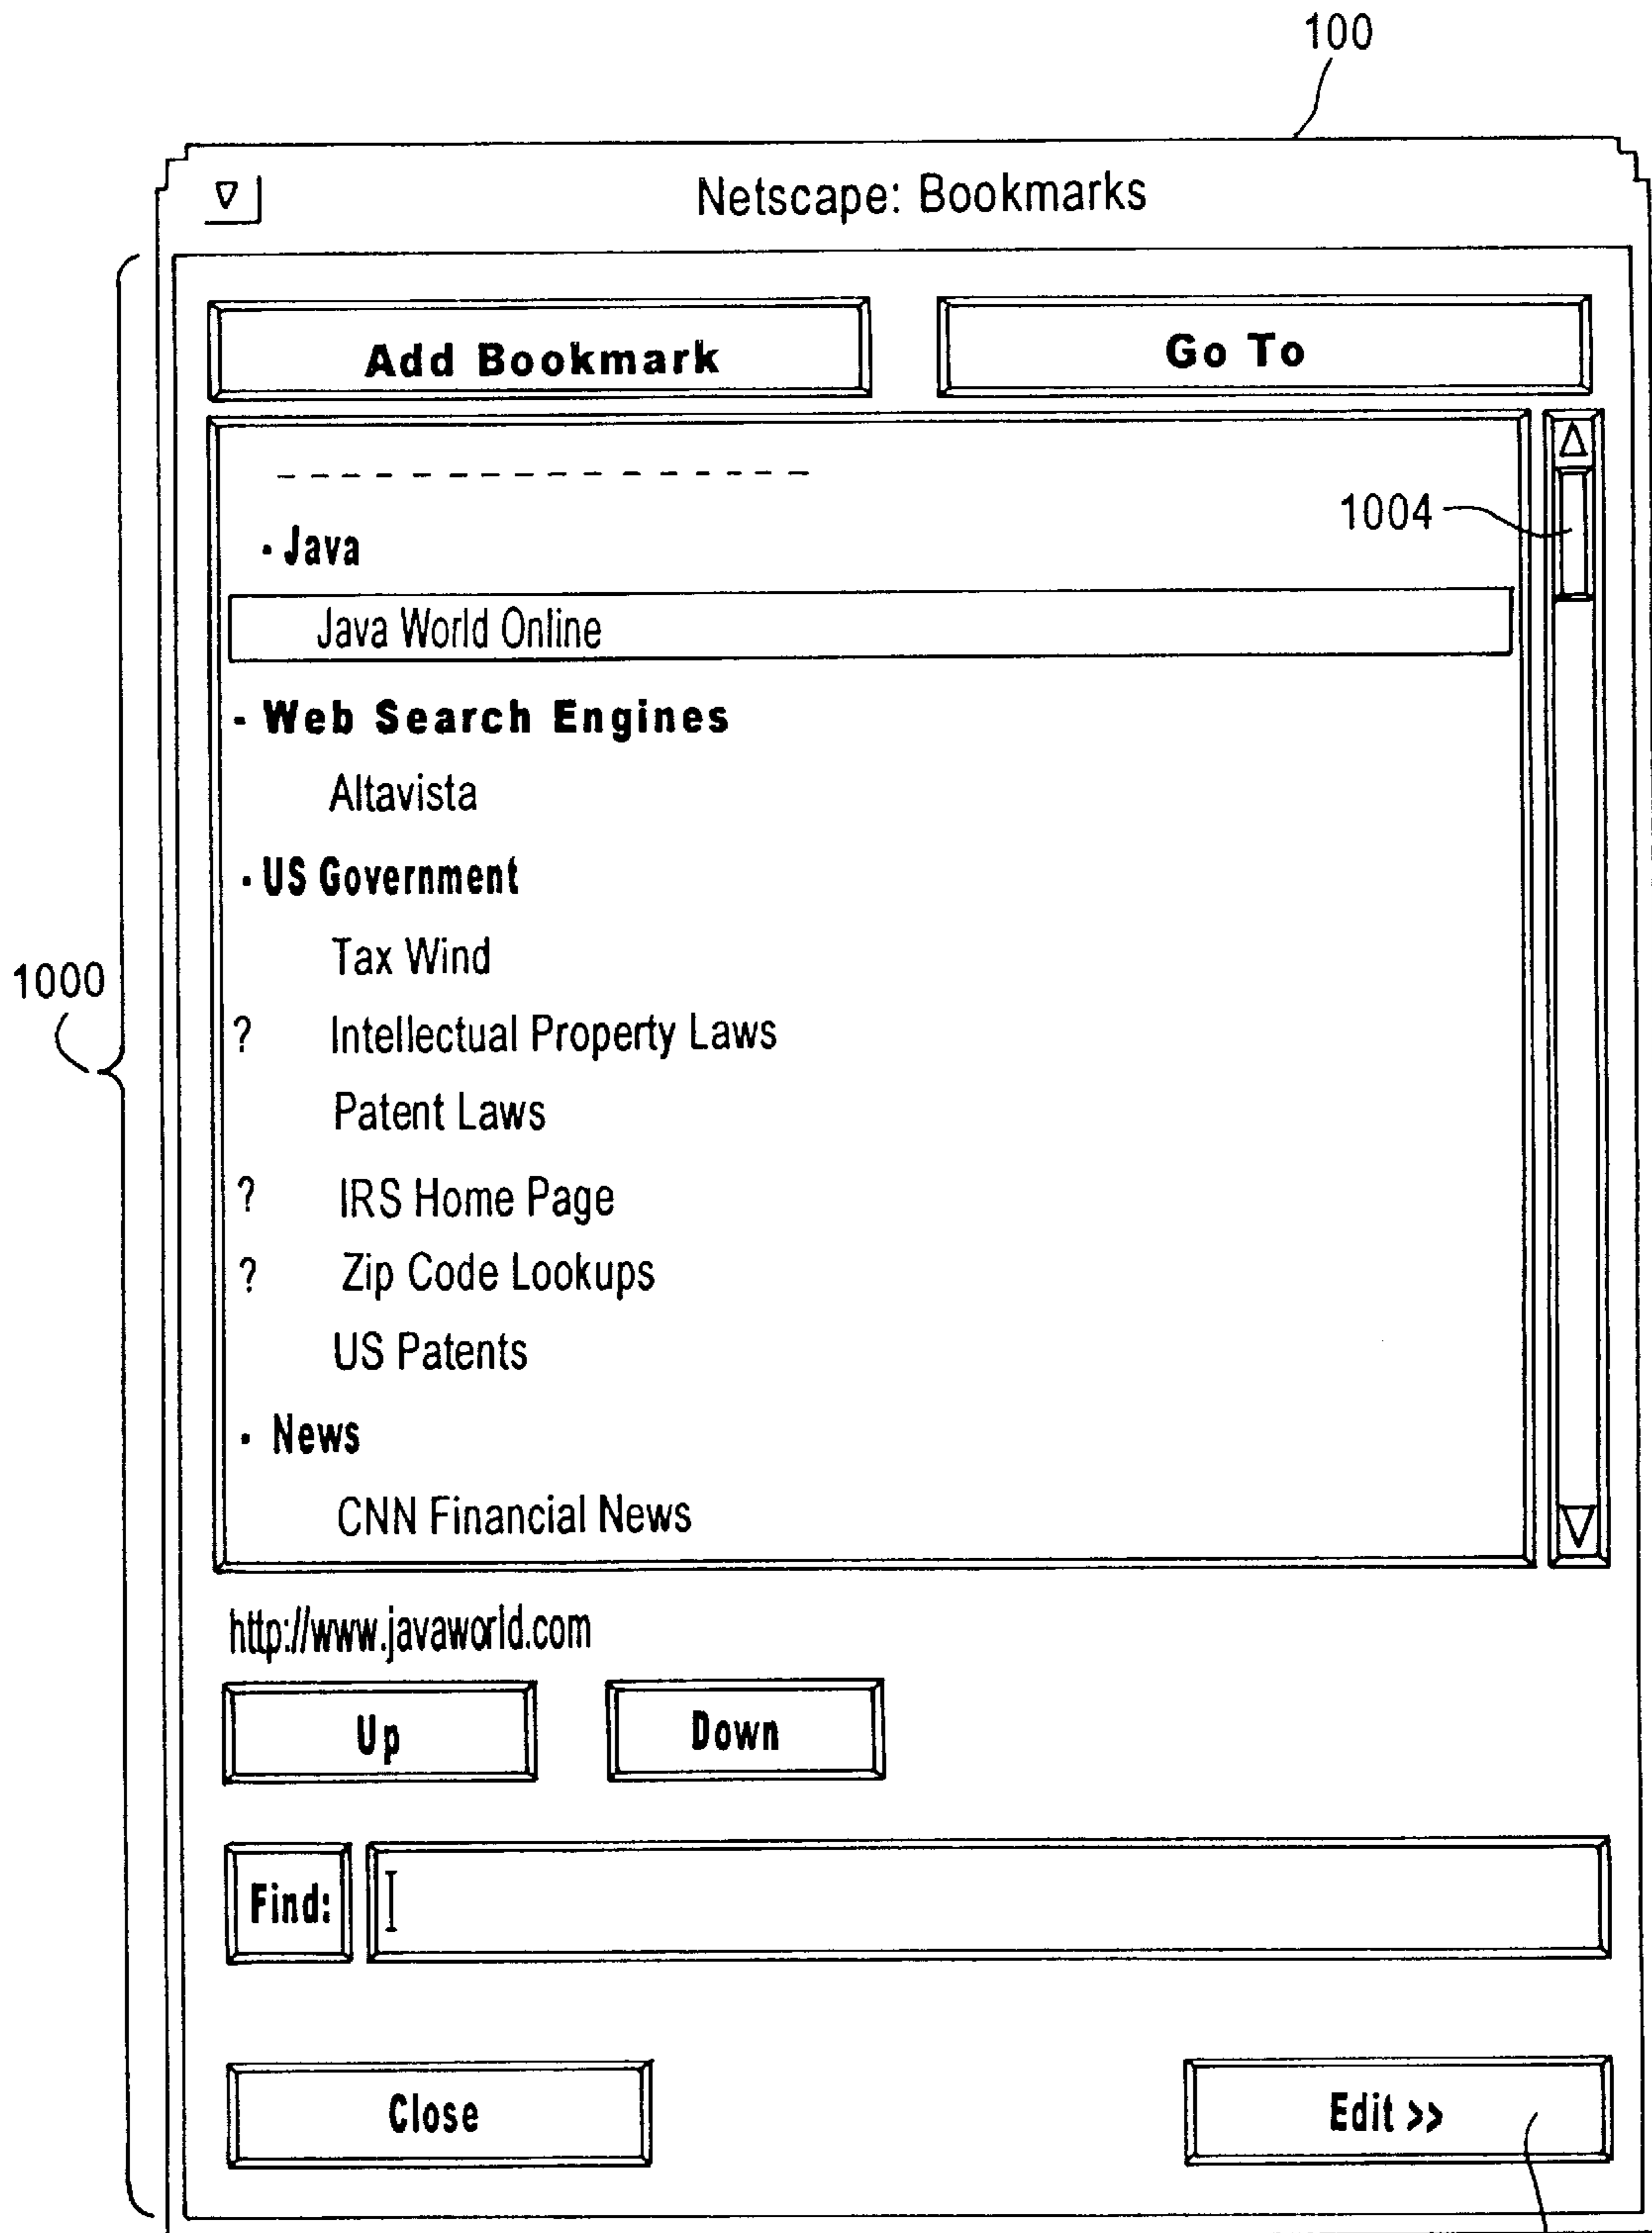 100
Netscape: Bookmarks
Add Bookmark Go To
- - - - - - - - - - - - - - - -
1004
· Java
Java World Online
- Web Search Engines
Altavista
· US Government
Tax Wind
1000
? Intellectual Property Laws
Patent Laws
? IRS Home Page
? Zip Code Lookups
US Patents
· News
CNN Financial News
http://www.javaworld.com
Up Down
Find:
Close Edit >>